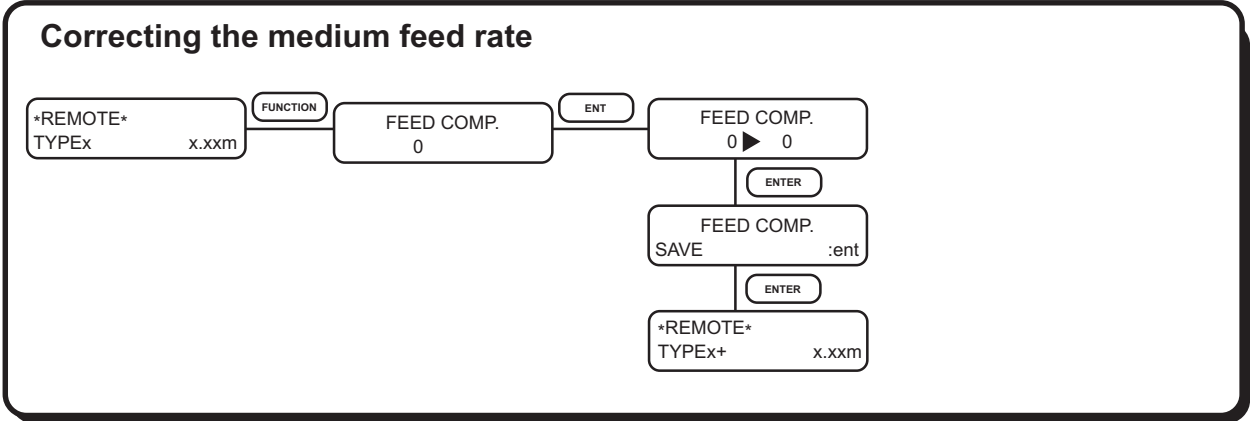 Correcting the medium feed rate
*REMOTE*
TYPEx x.xxm
FUNCTION
FEED COMP.
0
ENT
FEED COMP.
0 ▶ 0
ENTER
FEED COMP.
SAVE :ent
ENTER
*REMOTE*
TYPEx+ x.xxm